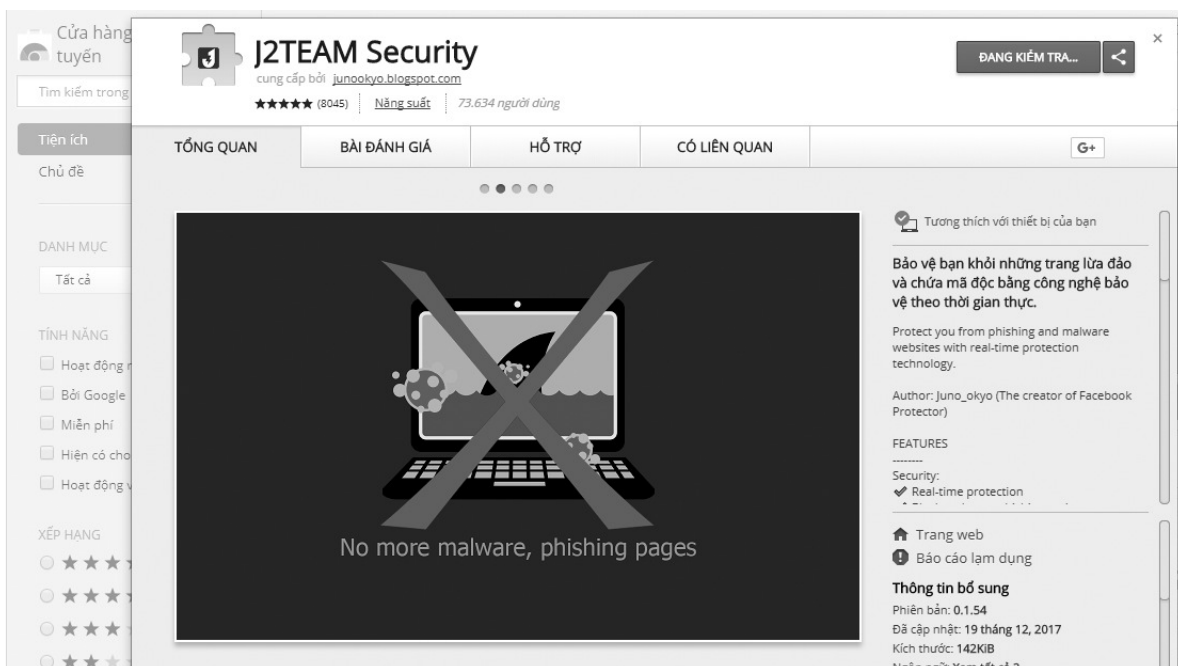 Cửa hàng
tuyến
Tìm kiếm trong
Tiện ích
Chủ đề
DANH MỤC
Tất cả
TÍNH NĂNG
Hoạt động
Bởi Google
Miễn phí
Hiện có cho
Hoạt động
XẾP HẠNG
J2TEAM Security
cung cấp bởi junookyo.blogspot.com
(8045) Năng suất 73.634 người dùng
ĐANG KIỂM TRA...
TỔNG QUAN BÀI ĐÁNH GIÁ HỖ TRỢ CÓ LIÊN QUAN G+
No more malware, phishing pages
Tương thích với thiết bị của bạn
Bảo vệ bạn khỏi những trang lừa đảo
và chứa mã độc bằng công nghệ bảo
vệ theo thời gian thực.
Protect you from phishing and malware
websites with real-time protection
technology.
Author: Juno_okyo (The creator of Facebook
Protector)
FEATURES
--------
Security:
✔ Real-time protection
Trang web
Báo cáo lạm dụng
Thông tin bổ sung
Phiên bản: 0.1.54
Đã cập nhật: 19 tháng 12, 2017
Kích thước: 142KiB